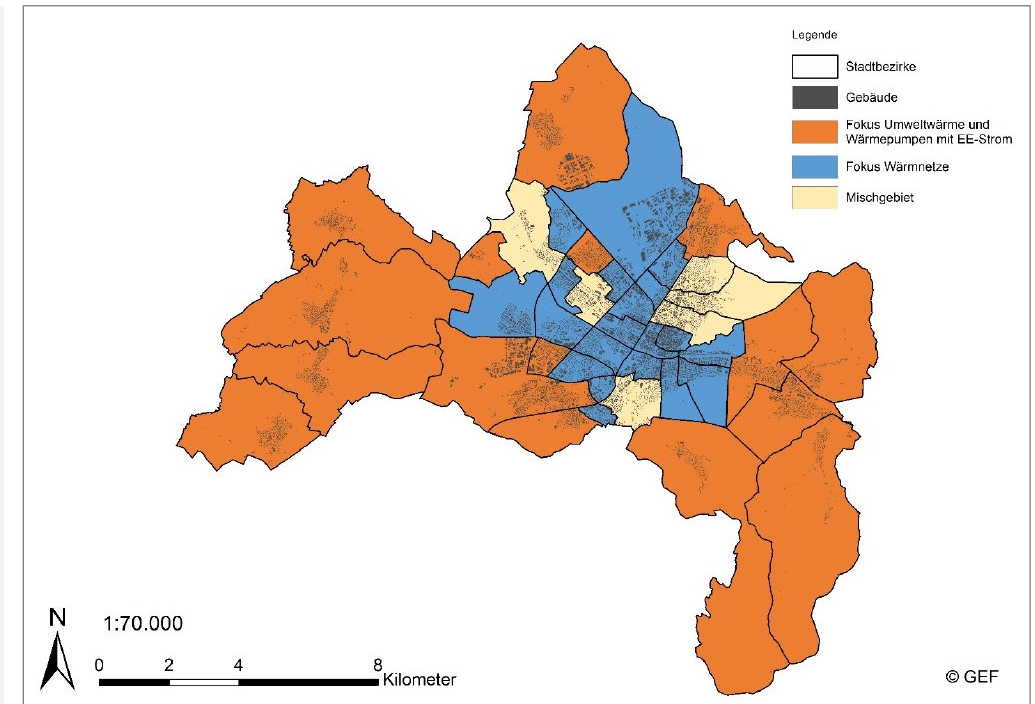 Legende
Stadtbezirke
Gebäude
Fokus Umweltwärme und
Wärmepumpen mit EE-Strom
Fokus Wärmnetze
Mischgebiet
N
1:70.000
0 2 4 8
Kilometer
© GEF